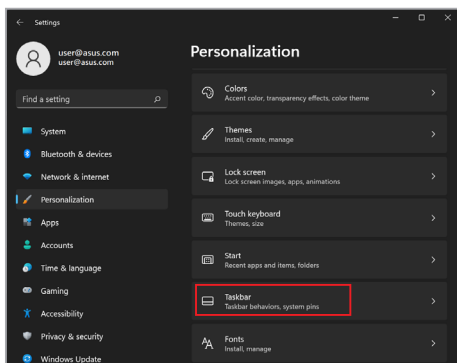 Settings
user@asus.com
user@asus.com
Find a setting
System
Bluetooth & devices
Network & internet
Personalization
Apps
Accounts
Time & language
Gaming
Accessibility
Privacy & security
Windows Update
Personalization
Colors
Accent color, transparency effects, color theme
Themes
Install, create, manage
Lock screen
Lock screen images, apps, animations
Touch keyboard
Themes, size
Start
Recent apps and items, folders
Taskbar
Taskbar behaviors, system pins
Fonts
Install, manage